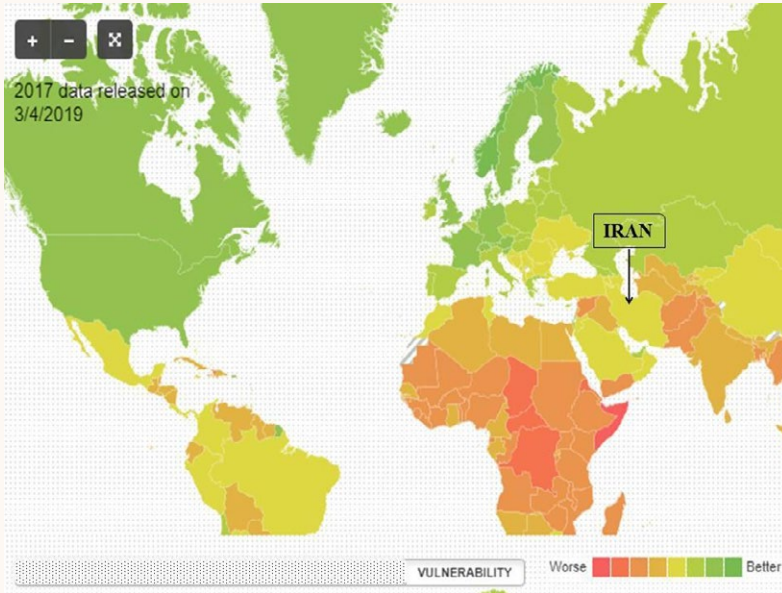 + −
2017 data released on
3/4/2019
IRAN
VULNERABILITY
Worse Better